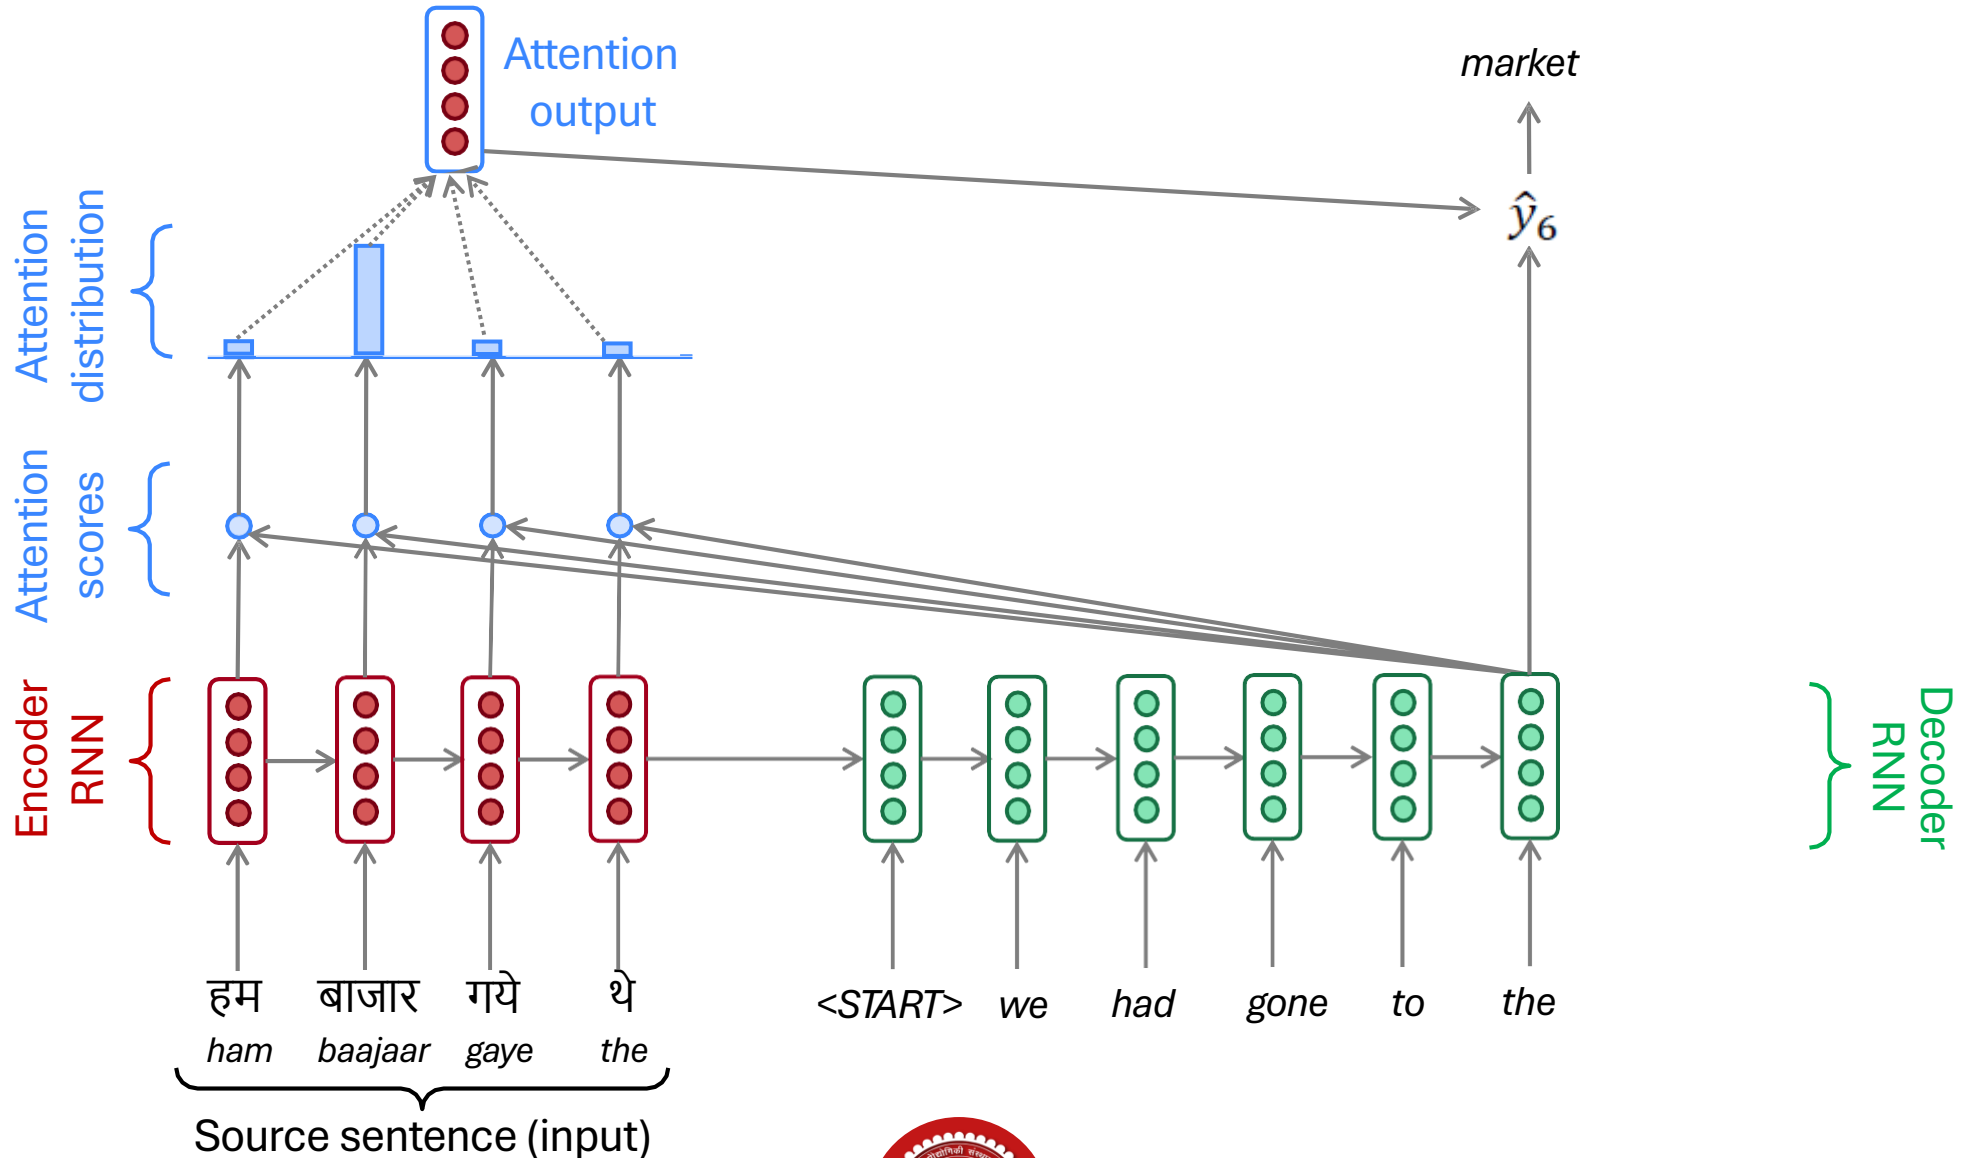 Attention
output
market
ŷ6
Attention
distribution
Attention
scores
Encoder
RNN
Decoder
RNN
हम बाजार गये थे
ham baajaar gaye the
<START> we had gone to the
Source sentence (input)